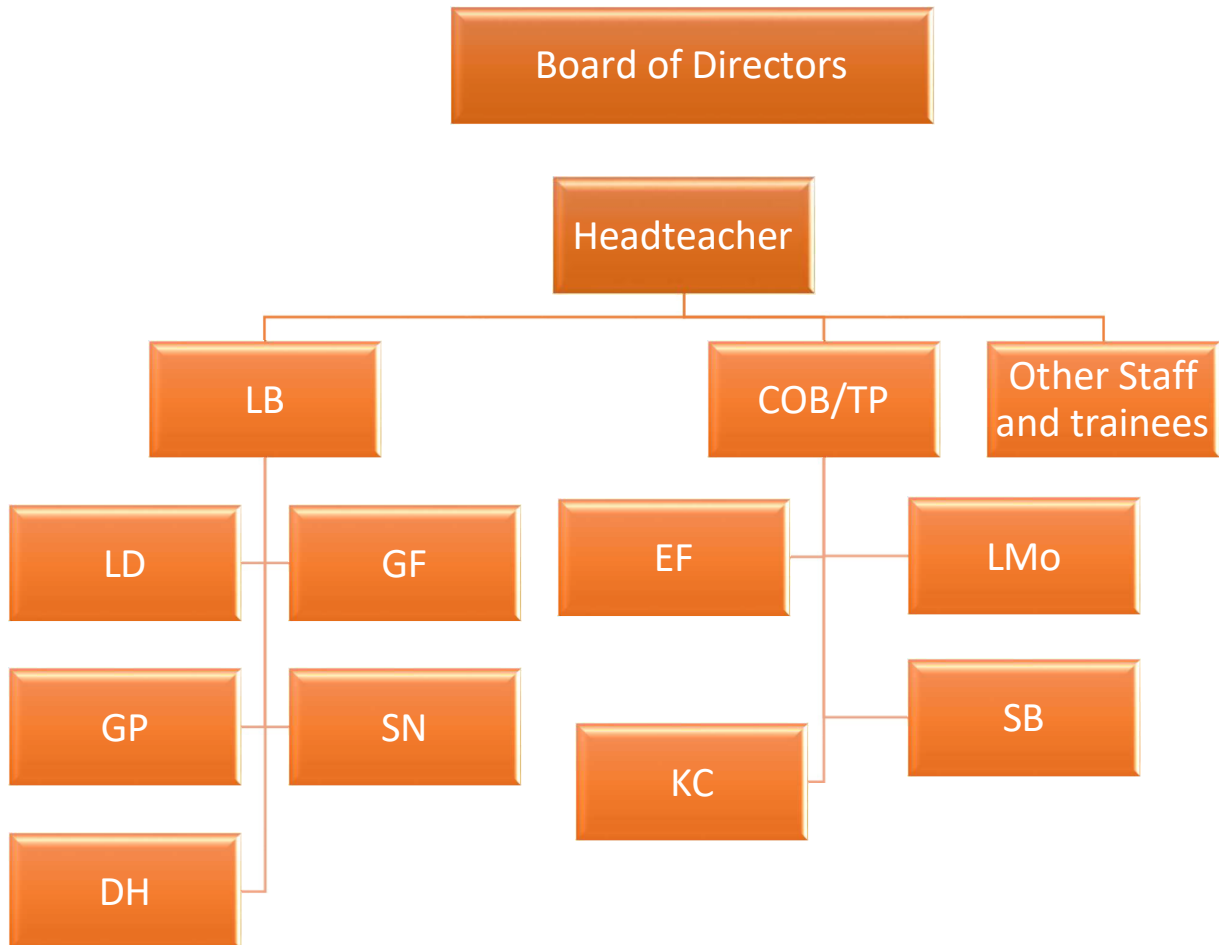 Board of Directors
Headteacher
LB
COB/TP
Other Staff
and trainees
LD
GF
EF
LMo
GP
SN
KC
SB
DH